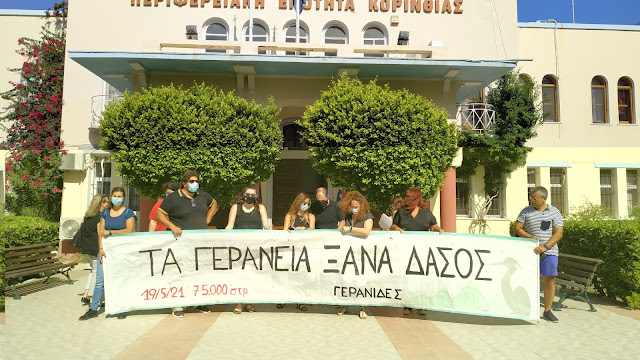 ΠΕΡΙΦΕΡΕΙΑΚΗ ΕΝΟΤΗΤΑ ΚΟΡΙΝΘΙΑΣ
ΤΑ ΓΕΡΑΝΕΙΑ ΞΑΝΑ ΔΑΣΟΣ
19/5/21 75.000 στρ
ΓΕΡΑΝΙΔΕΣ